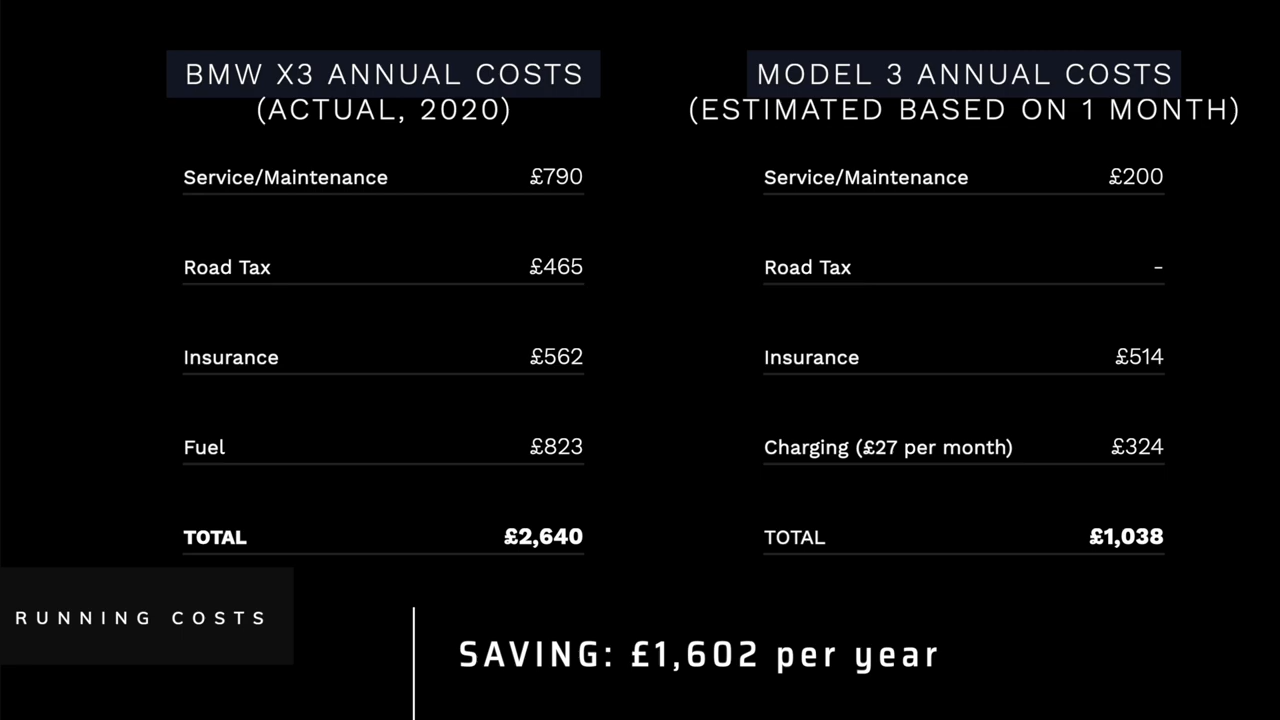 BMW X3 ANNUAL COSTS
(ACTUAL, 2020)
Service/Maintenance £790
Road Tax £465
Insurance £562
Fuel £823
TOTAL £2,640
MODEL 3 ANNUAL COSTS
(ESTIMATED BASED ON 1 MONTH)
Service/Maintenance £200
Road Tax -
Insurance £514
Charging (£27 per month) £324
TOTAL £1,038
RUNNING COSTS
SAVING: £1,602 per year